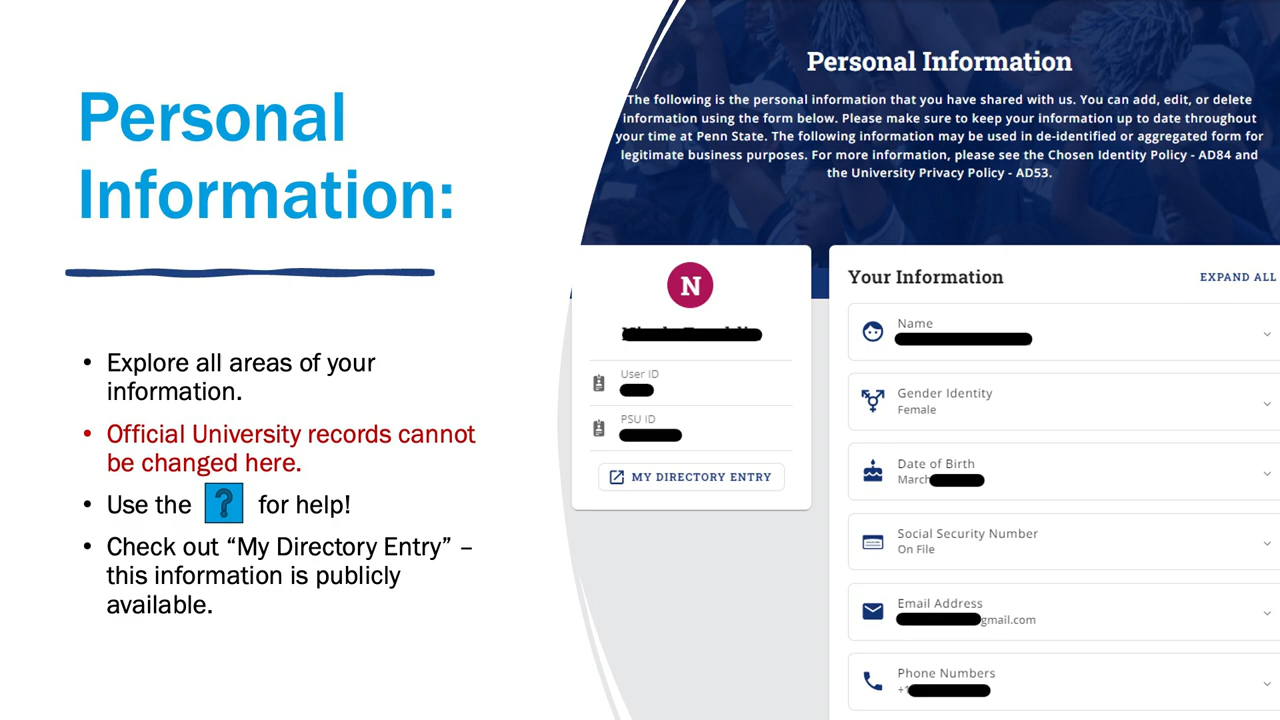 Personal
Information:
• Explore all areas of your
information.
• Official University records cannot
be changed here.
• Use the ? for help!
• Check out “My Directory Entry” –
this information is publicly
available.
Personal Information
The following is the personal information that you have shared with us. You can add, edit, or delete
information using the form below. Please make sure to keep your information up to date throughout
your time at Penn State. The following information may be used in de-identified or aggregated form for
legitimate business purposes. For more information, please see the Chosen Identity Policy - AD84 and
the University Privacy Policy - AD53.
N
User ID
PSU ID
MY DIRECTORY ENTRY
Your Information
EXPAND ALL
Name
Gender Identity
Female
Date of Birth
March
Social Security Number
On File
Email Address
gmail.com
Phone Numbers
+1